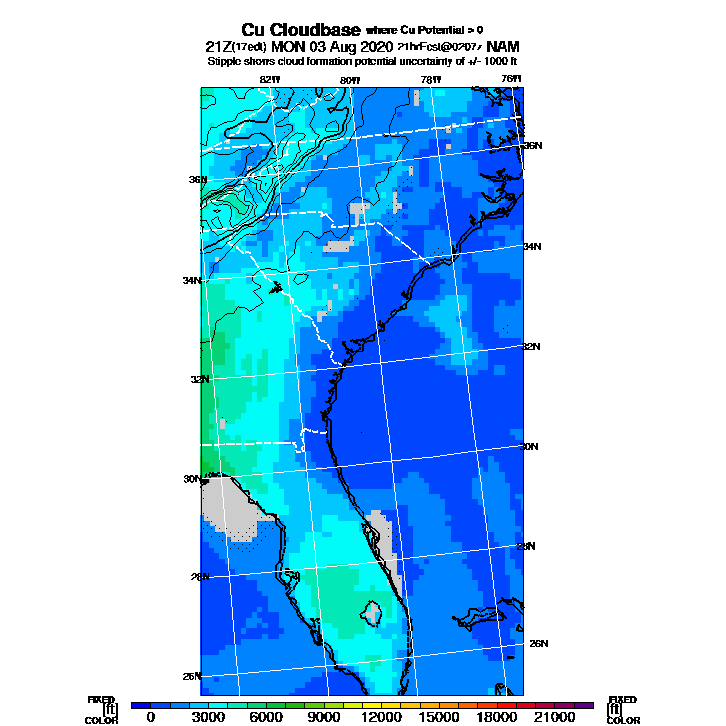 Cu Cloudbase where Cu Potential > 0
21Z(17edt) MON 03 Aug 2020 21hrFcst@0207z NAM
Stipple shows cloud formation potential uncertainty of +/- 1000 ft
82W 80W 78W 76W
36N 36N
34N 34N
32N 32N
30N 30N
28N 28N
26N 26N
FIXED FIXED
[ft] [ft]
COLOR COLOR
0 3000 6000 9000 12000 15000 18000 21000